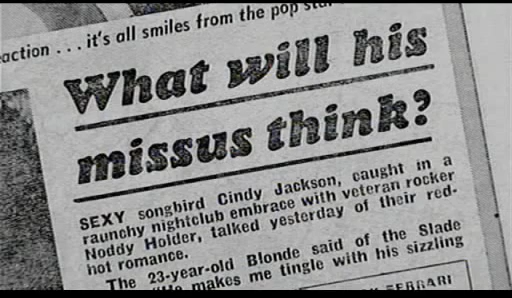 action . . . it's all smiles from the pop star
What will his
missus think?
SEXY songbird Cindy Jackson, caught in a
raunchy nightclub embrace with veteran rocker
Noddy Holder, talked yesterday of their red-
hot romance.
The 23-year-old Blonde said of the Slade
"He makes me tingle with his sizzling
FERRARI